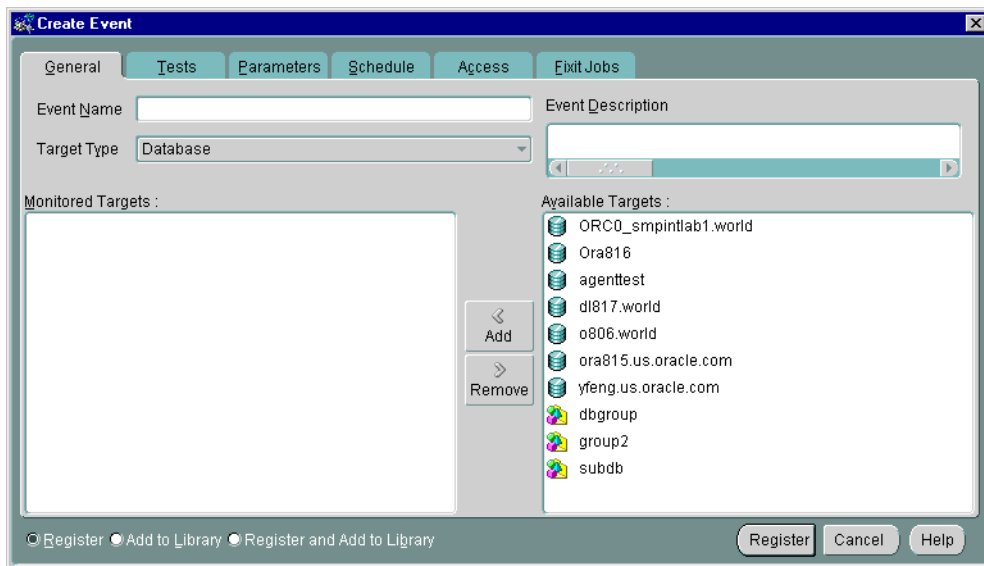 Create Event
General Tests Parameters Schedule Access Fixit Jobs
Event Name
Event Description
Target Type Database
Monitored Targets :
Available Targets :
ORC0_smpintlab1.world
Ora816
agenttest
dl817.world
o806.world
ora815.us.oracle.com
yfeng.us.oracle.com
dbgroup
group2
subdb
Add
Remove
Register Add to Library Register and Add to Library
Register Cancel Help